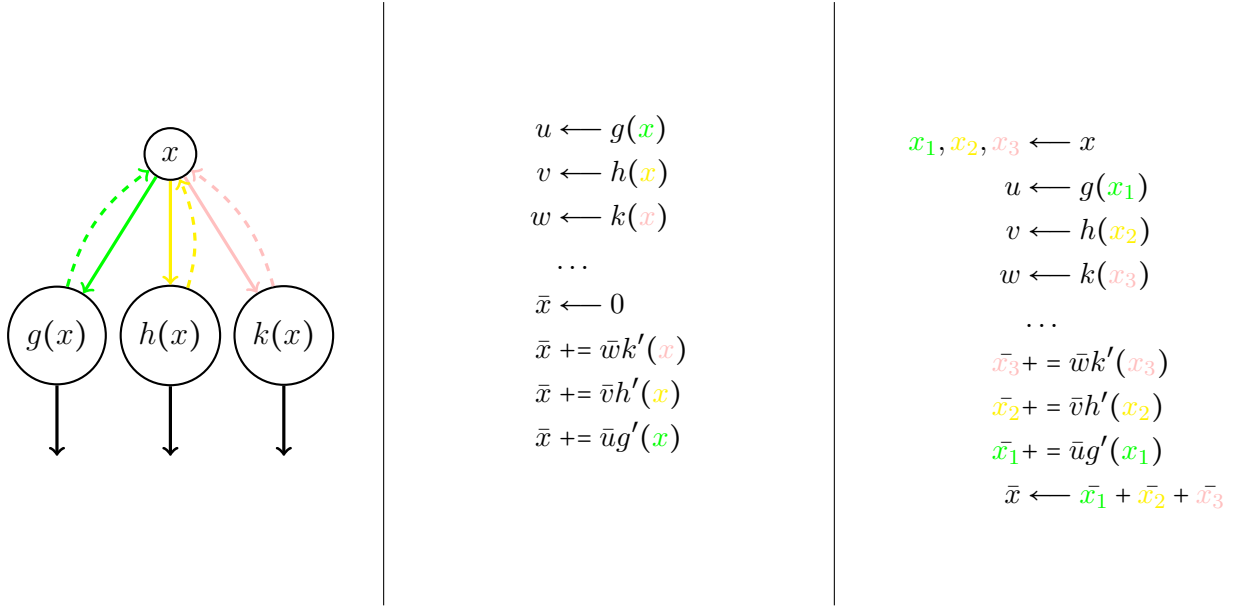 x
g(x) h(x) k(x)
u ⟵ g(x)
v ⟵ h(x)
w ⟵ k(x)
...
x̄ ⟵ 0
x̄ += w̄k′(x)
x̄ += v̄h′(x)
x̄ += ūg′(x)
x₁, x₂, x₃ ⟵ x
u ⟵ g(x₁)
v ⟵ h(x₂)
w ⟵ k(x₃)
...
x̄₃+ = w̄k′(x₃)
x̄₂+ = v̄h′(x₂)
x̄₁+ = ūg′(x₁)
x̄ ⟵ x̄₁ + x̄₂ + x̄₃